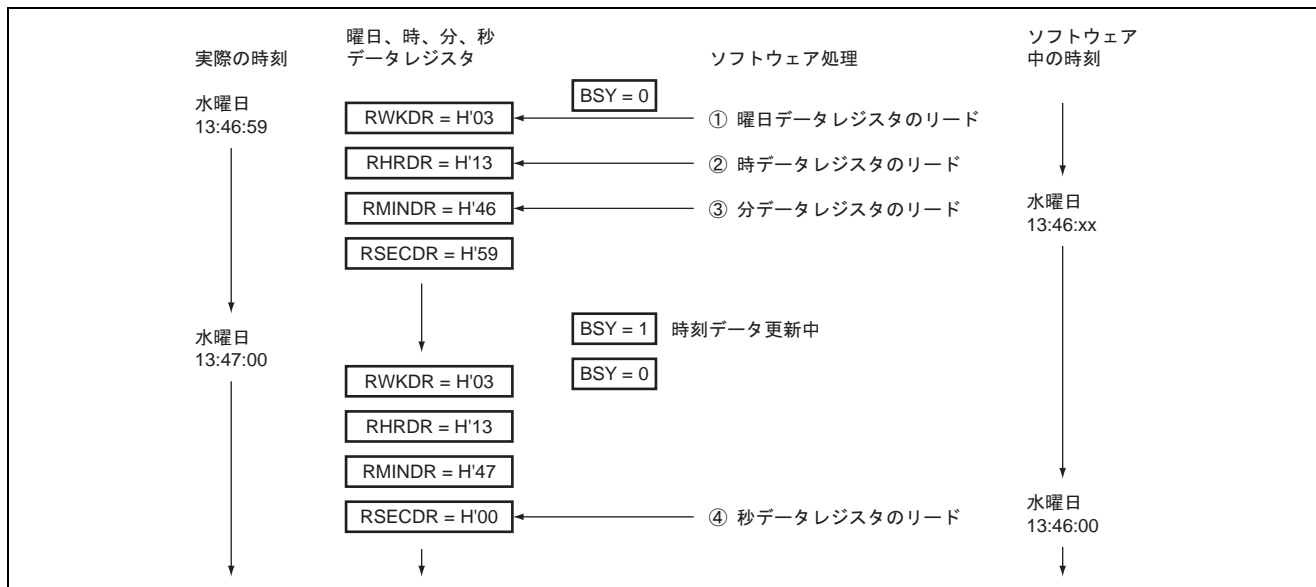 実際の時刻
曜日、時、分、秒
データレジスタ
ソフトウェア処理
ソフトウェア
中の時刻
水曜日
13:46:59
BSY = 0
RWKDR = H'03
① 曜日データレジスタのリード
RHRDR = H'13
② 時データレジスタのリード
RMINDR = H'46
③ 分データレジスタのリード
水曜日
13:46:xx
RSECDR = H'59
水曜日
13:47:00
BSY = 1
時刻データ更新中
BSY = 0
RWKDR = H'03
RHRDR = H'13
RMINDR = H'47
RSECDR = H'00
④ 秒データレジスタのリード
水曜日
13:46:00